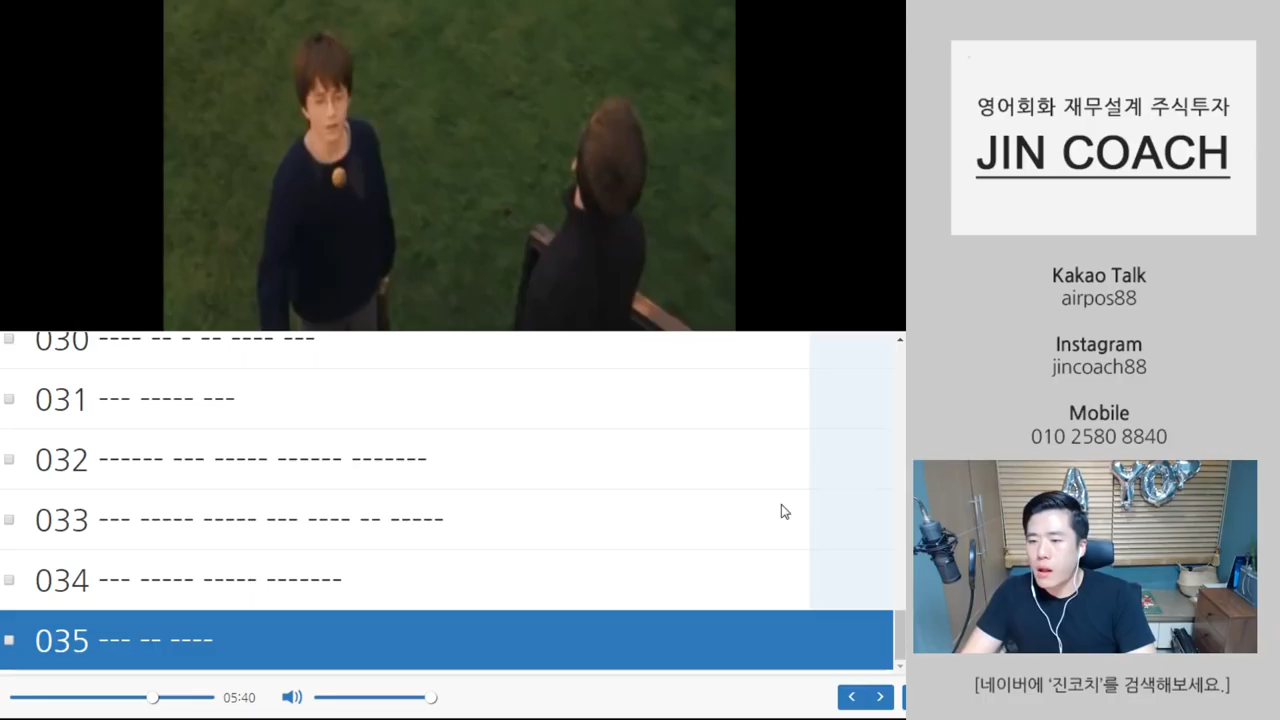 영어회화 재무설계 주식투자
JIN COACH
Kakao Talk
airpos88
Instagram
jincoach88
Mobile
010 2580 8840
[네이버에 '진코치'를 검색해보세요.]
030 ---- -- - -- ---- ---
031 --- ----- ---
032 ------ --- ----- ------ -------
033 --- ----- ----- --- ---- -- -----
034 --- ----- ----- -------
035 --- -- ----
05:40
A YO